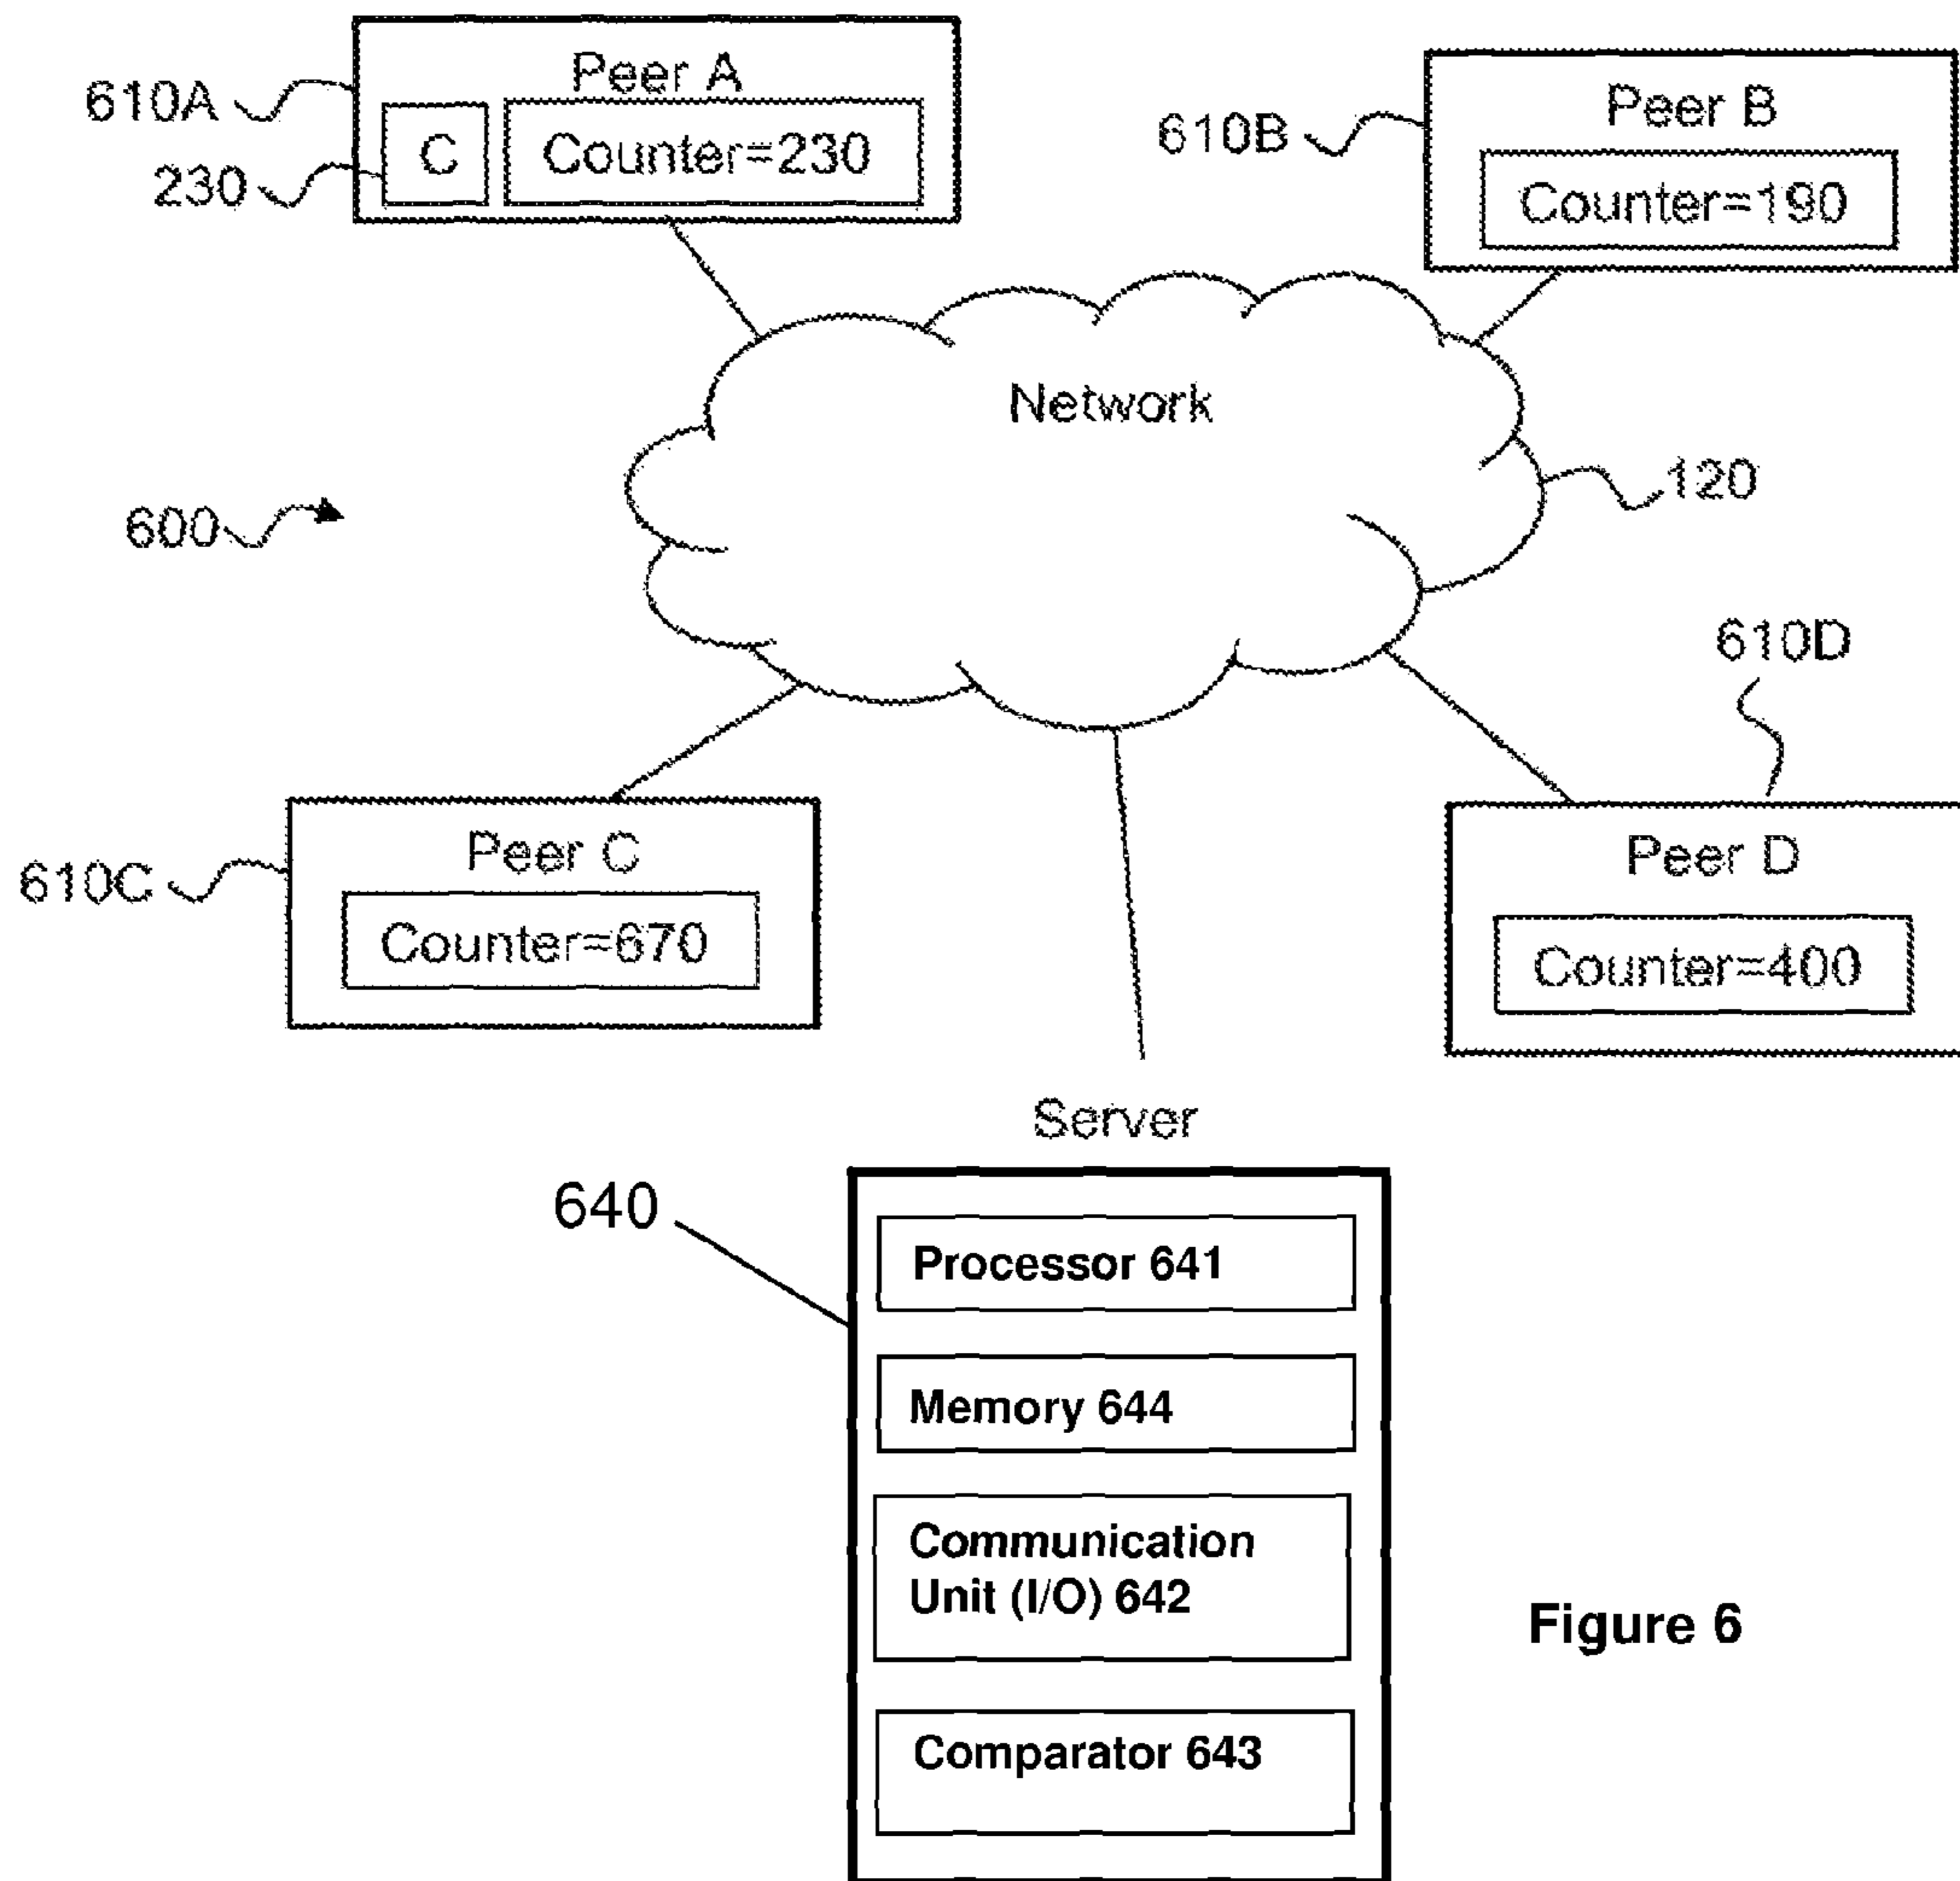 Peer A
610A
C
Counter=230
230
Peer B
610B
Counter=190
Network
120
600
610D
Peer C
610C
Counter=670
Peer D
Counter=400
Server
640
Processor 641
Memory 644
Communication
Unit (I/O) 642
Comparator 643
Figure 6